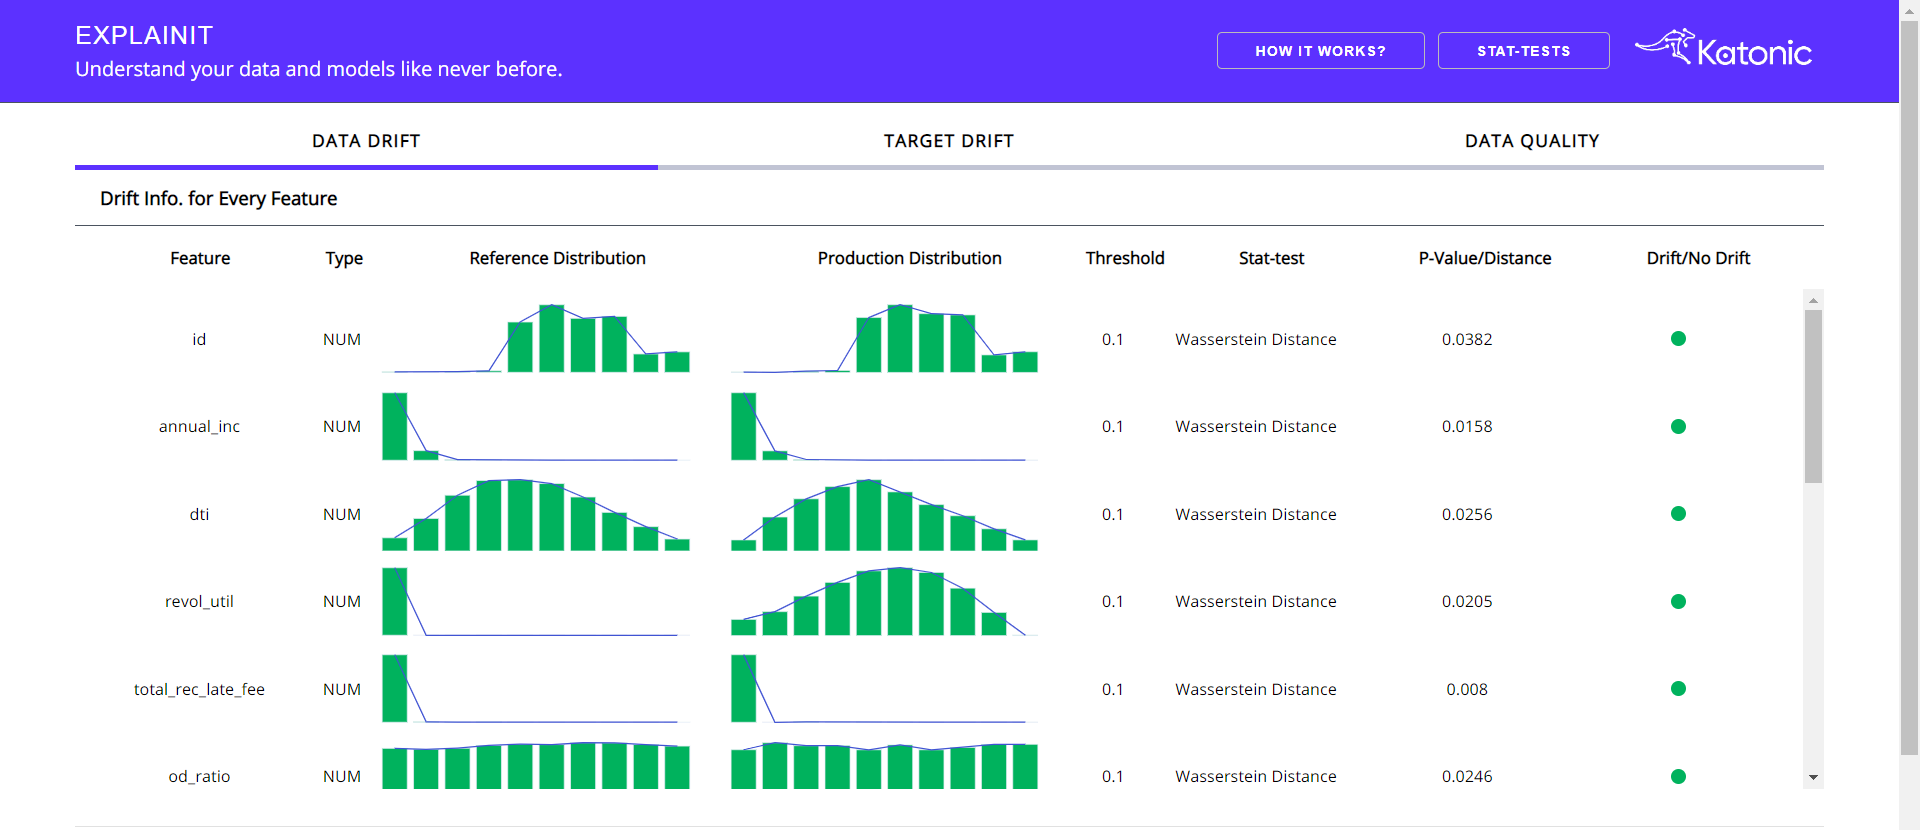 EXPLAINIT
Understand your data and models like never before.
HOW IT WORKS?
STAT-TESTS
Katonic
DATA DRIFT
TARGET DRIFT
DATA QUALITY
Drift Info. for Every Feature
Feature Type Reference Distribution Production Distribution Threshold Stat-test P-Value/Distance Drift/No Drift
id NUM 0.1 Wasserstein Distance 0.0382
annual_inc NUM 0.1 Wasserstein Distance 0.0158
dti NUM 0.1 Wasserstein Distance 0.0256
revol_util NUM 0.1 Wasserstein Distance 0.0205
total_rec_late_fee NUM 0.1 Wasserstein Distance 0.008
od_ratio NUM 0.1 Wasserstein Distance 0.0246